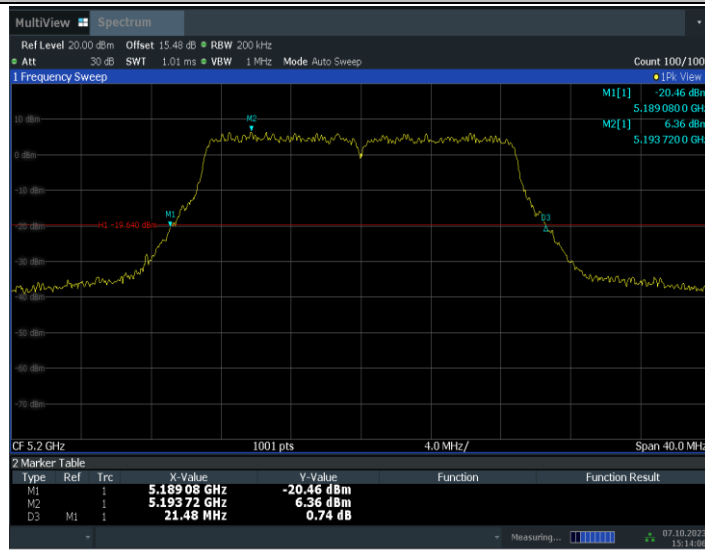 MultiView Spectrum
Ref Level 20.00 dBm Offset 15.48 dB RBW 200 kHz
Att 30 dB SWT 1.01 ms VBW 1 MHz Mode Auto Sweep Count 100/100
1 Frequency Sweep 1Pk View
M1[1] -20.46 dBm
5.189 080 0 GHz
M2[1] 6.36 dBm
5.193 720 0 GHz
M2
10 dBm
0 dBm
-10 dBm
M1
D3
-20 dBm H1 -19.640 dBm
-30 dBm
-40 dBm
-50 dBm
-60 dBm
-70 dBm
CF 5.2 GHz 1001 pts 4.0 MHz/ Span 40.0 MHz
2 Marker Table
Type Ref Trc X-Value Y-Value Function Function Result
M1 1 5.189 08 GHz -20.46 dBm
M2 1 5.193 72 GHz 6.36 dBm
D3 M1 1 21.48 MHz 0.74 dB
Measuring... 07.10.2023
15:14:06